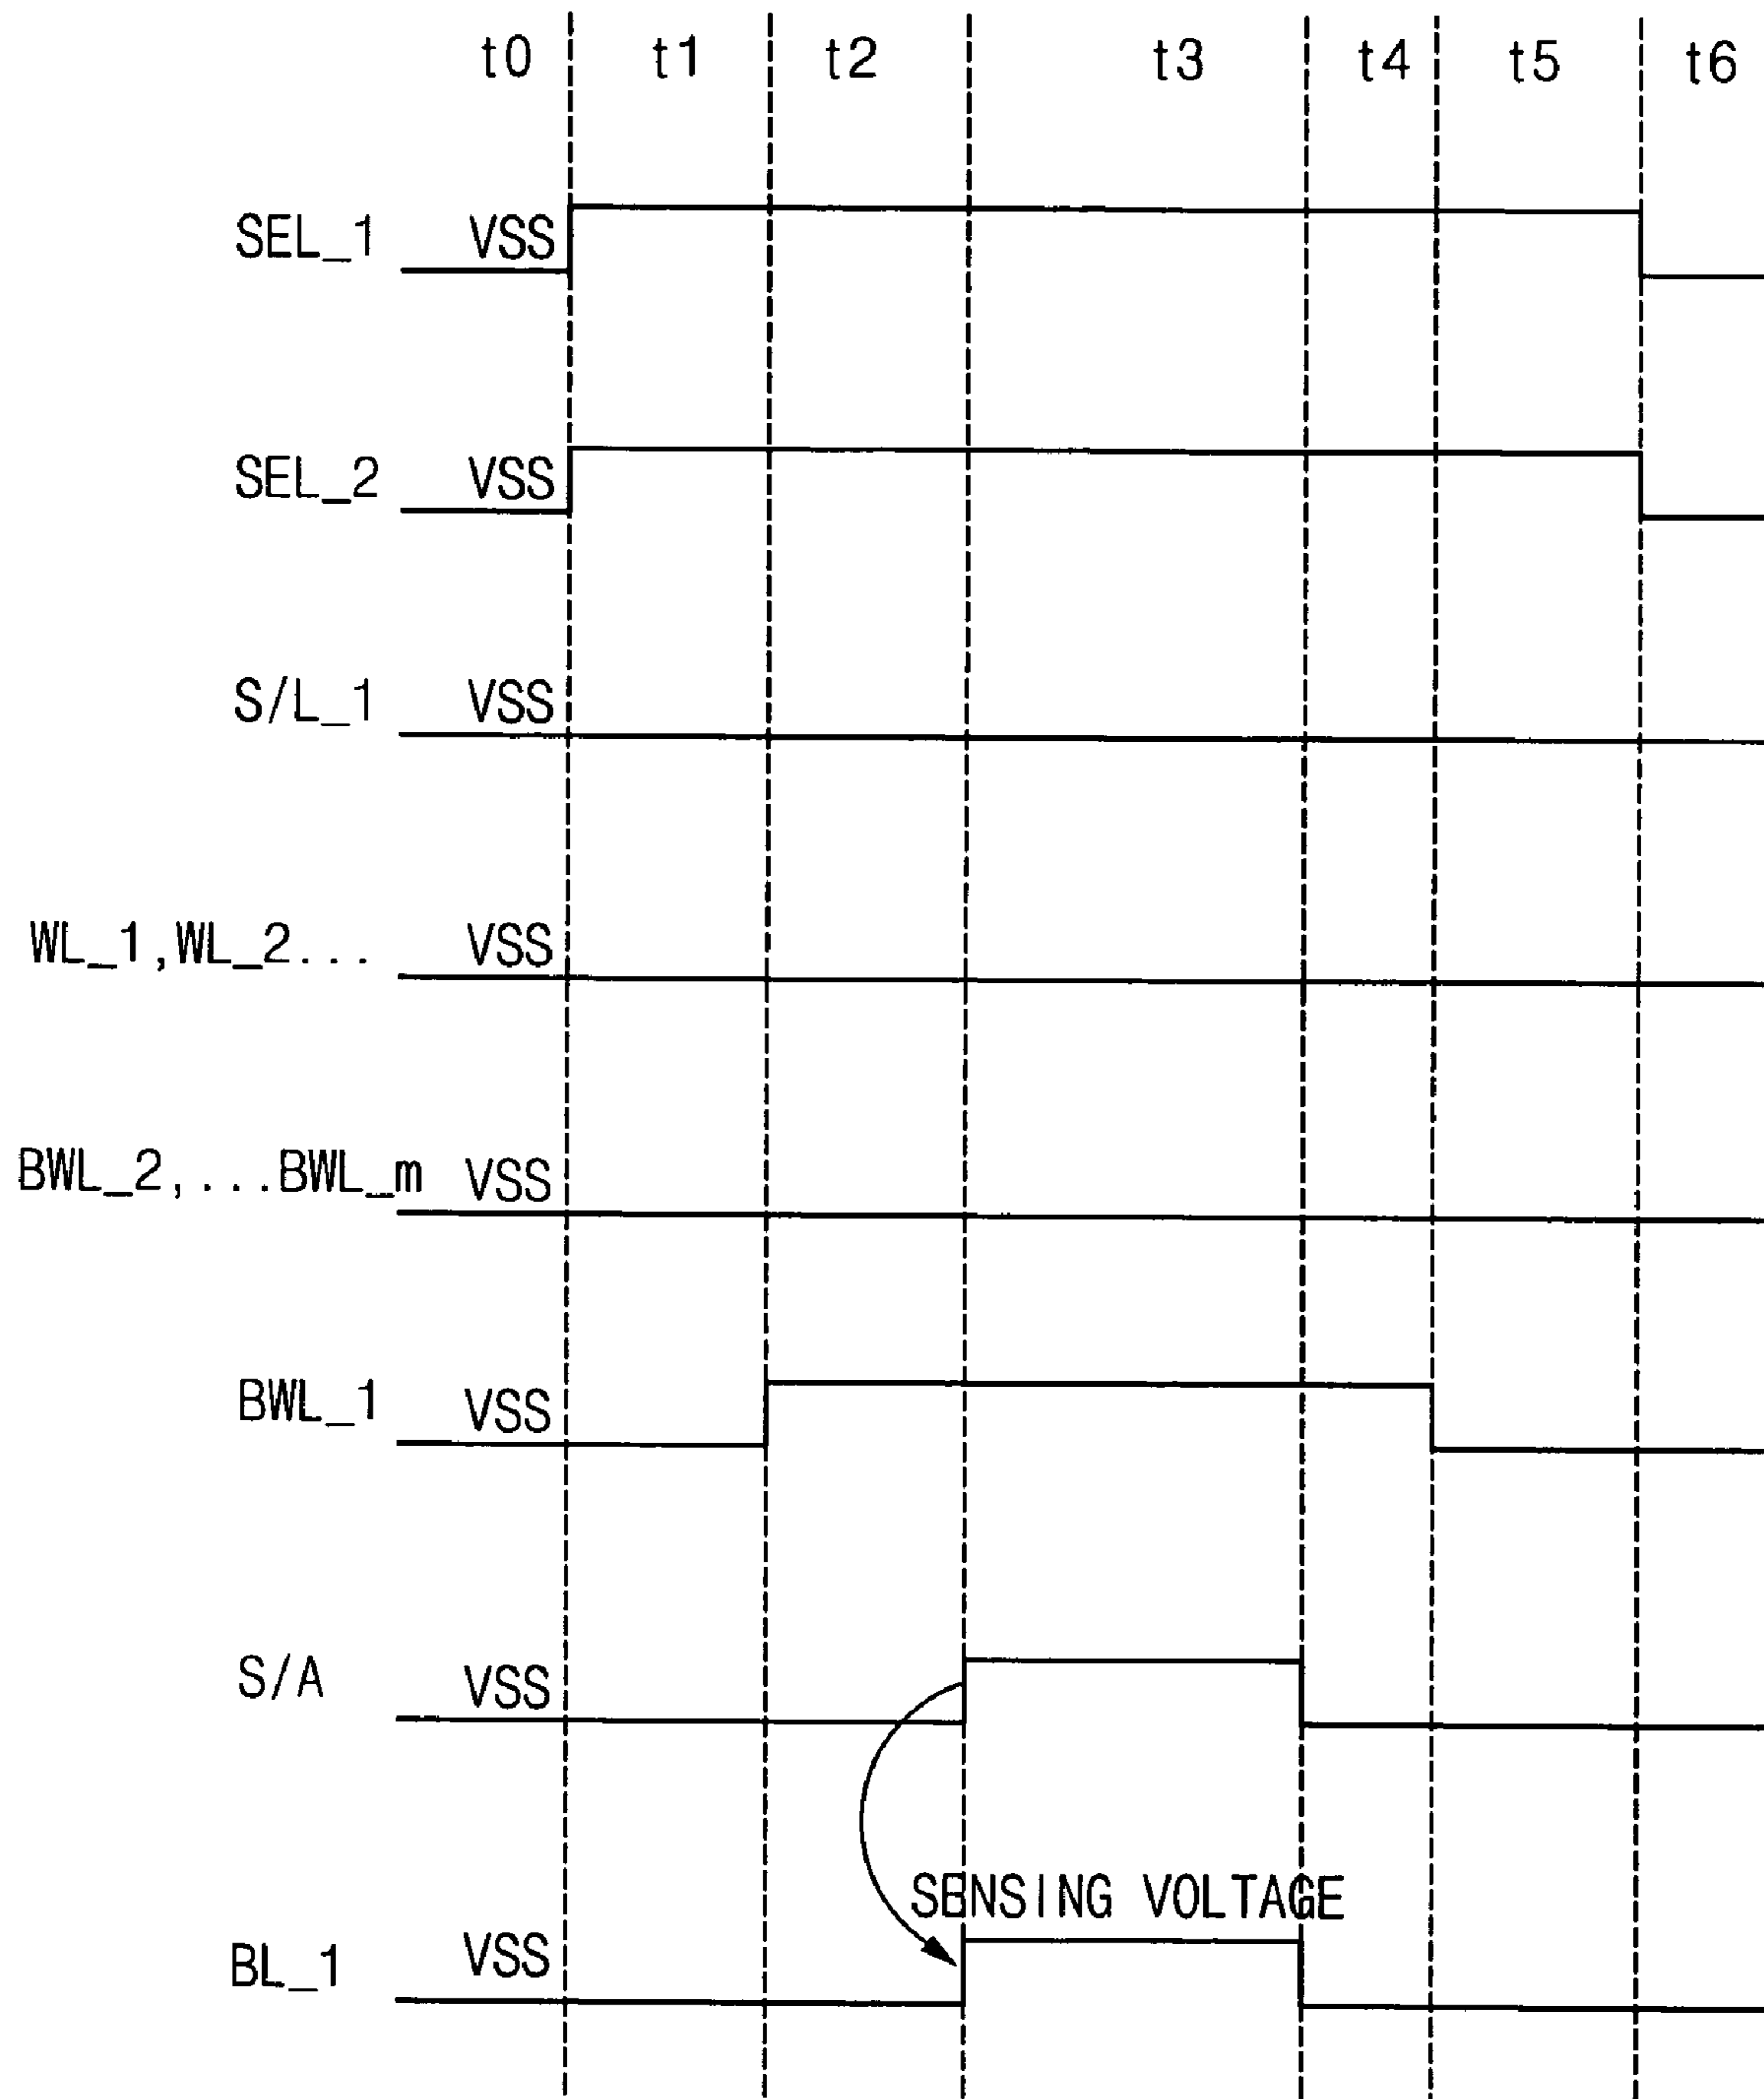 t0 t1 t2 t3 t4 t5 t6
SEL_1 VSS
SEL_2 VSS
S/L_1 VSS
WL_1,WL_2... VSS
BWL_2,...BWL_m VSS
BWL_1 VSS
S/A VSS
SENSING VOLTAGE
BL_1 VSS